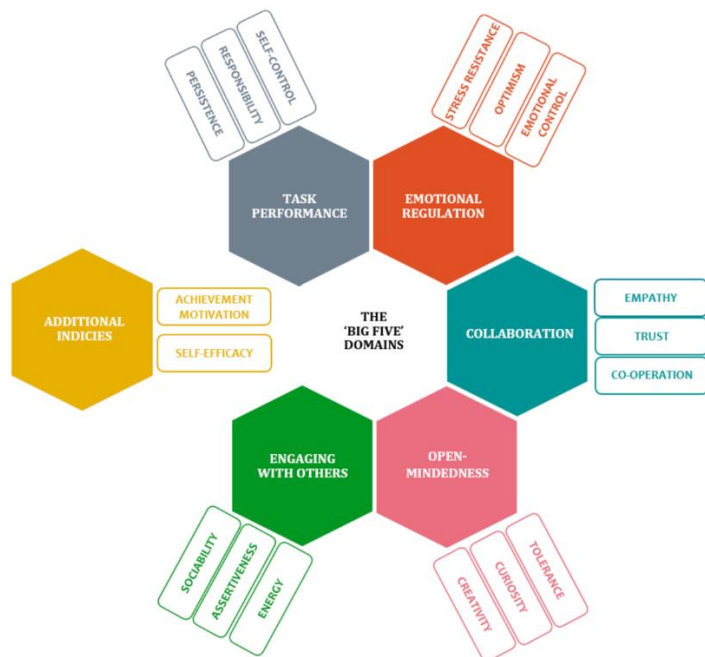 PERSISTENCE
RESPONSIBILITY
SELF-CONTROL
STRESS RESISTANCE
OPTIMISM
EMOTIONAL
CONTROL
TASK
PERFORMANCE
EMOTIONAL
REGULATION
ADDITIONAL
INDICIES
ACHIEVEMENT
MOTIVATION
SELF-EFFICACY
THE
‘BIG FIVE’
DOMAINS
COLLABORATION
EMPATHY
TRUST
CO-OPERATION
ENGAGING
WITH OTHERS
OPEN-
MINDEDNESS
SOCIABILITY
ASSERTIVENESS
ENERGY
CREATIVITY
CURIOSITY
TOLERANCE